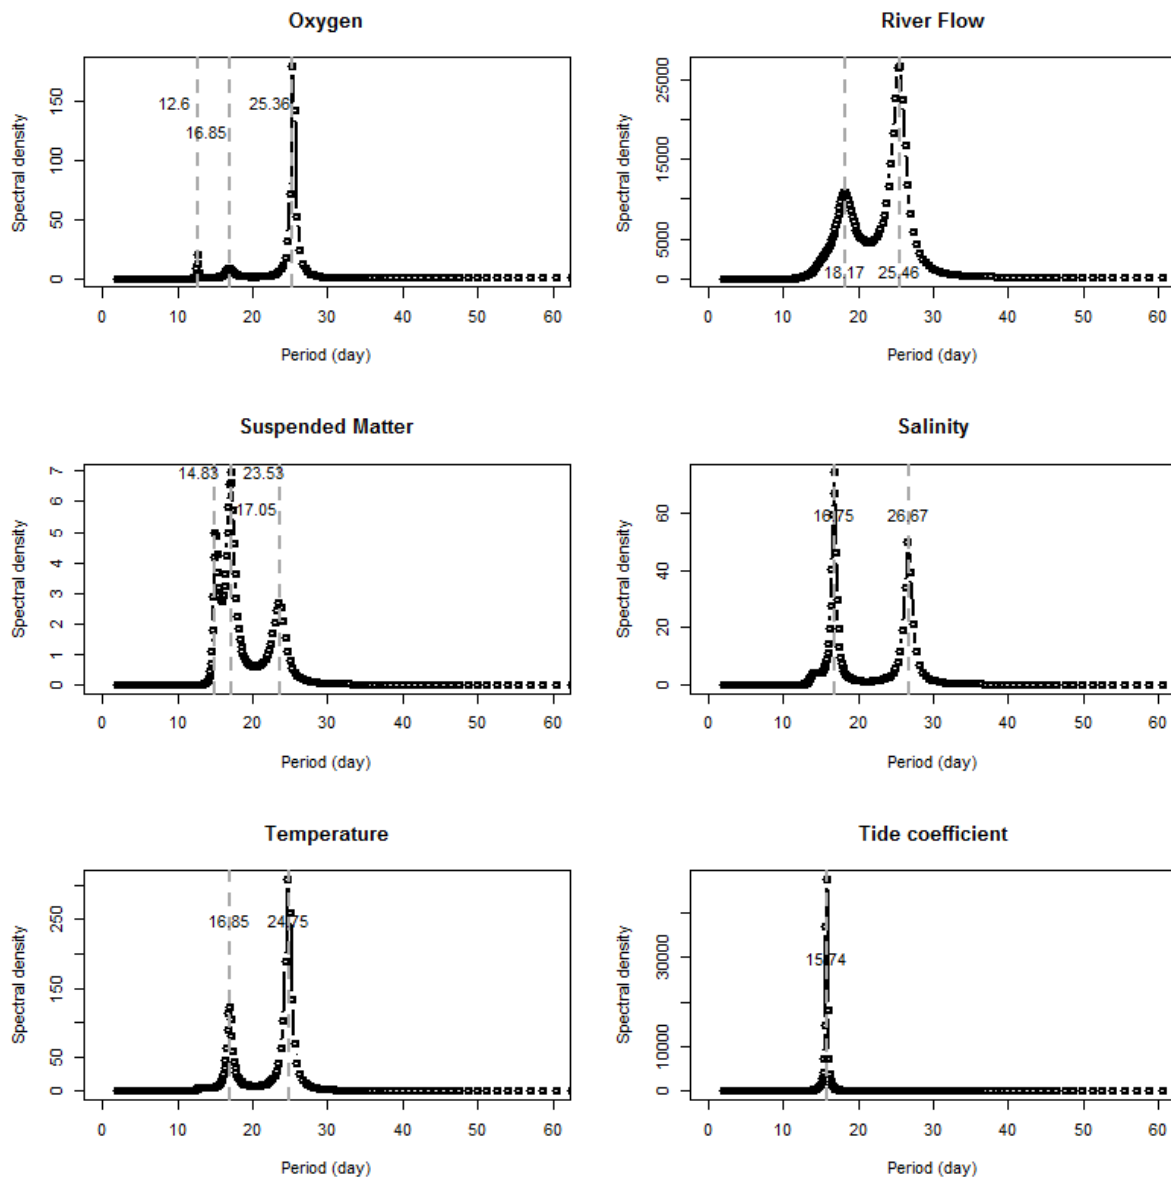 Oxygen
Spectral density
150
100
50
0
12.6
16.85
25.36
0 10 20 30 40 50 60
Period (day)
River Flow
Spectral density
25000
15000
5000
0
18.17
25.46
0 10 20 30 40 50 60
Period (day)
Suspended Matter
Spectral density
7
6
5
4
3
2
1
0
14.83
23.53
17.05
0 10 20 30 40 50 60
Period (day)
Salinity
Spectral density
60
40
20
0
16.75
26.67
0 10 20 30 40 50 60
Period (day)
Temperature
Spectral density
250
150
50
0
16.85
24.75
0 10 20 30 40 50 60
Period (day)
Tide coefficient
Spectral density
30000
10000
0
15.74
0 10 20 30 40 50 60
Period (day)